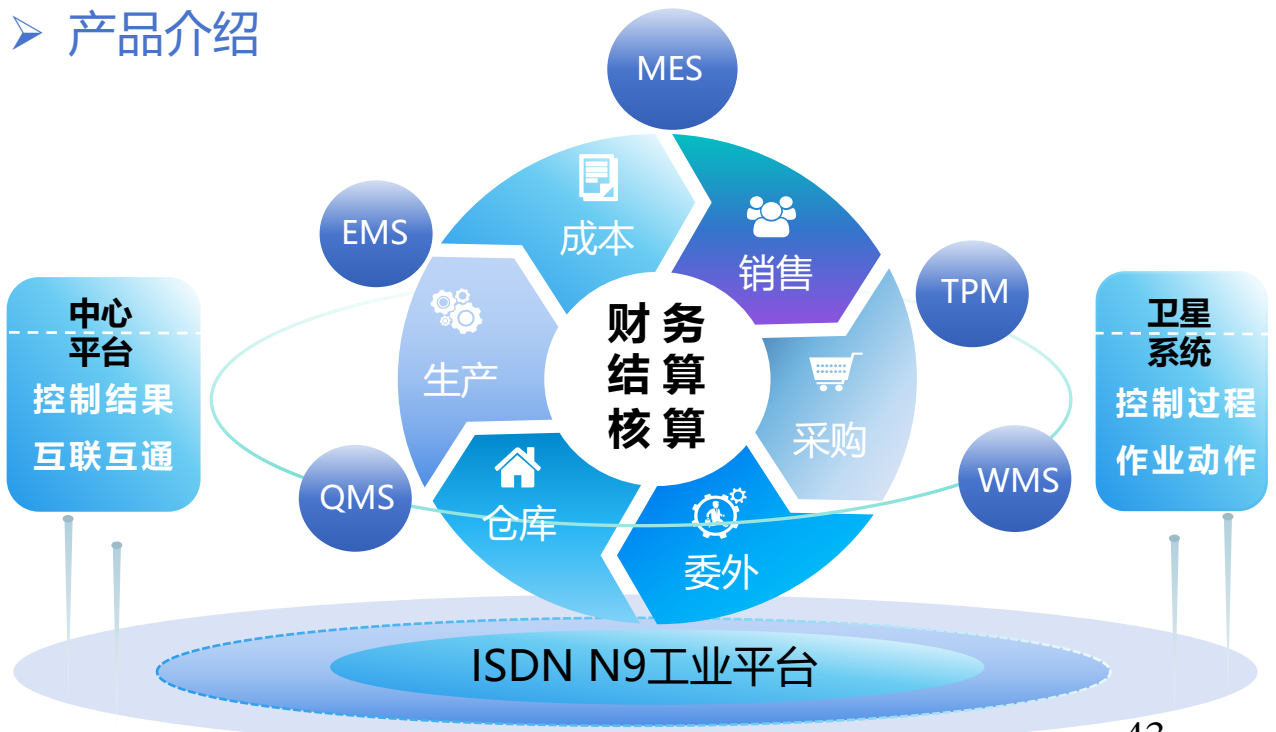 产品介绍
MES
EMS
成本
销售
TPM
中心
平台
控制结果
互联互通
生产
财务
结算
核算
采购
卫星
系统
控制过程
作业动作
QMS
仓库
委外
WMS
ISDN N9工业平台